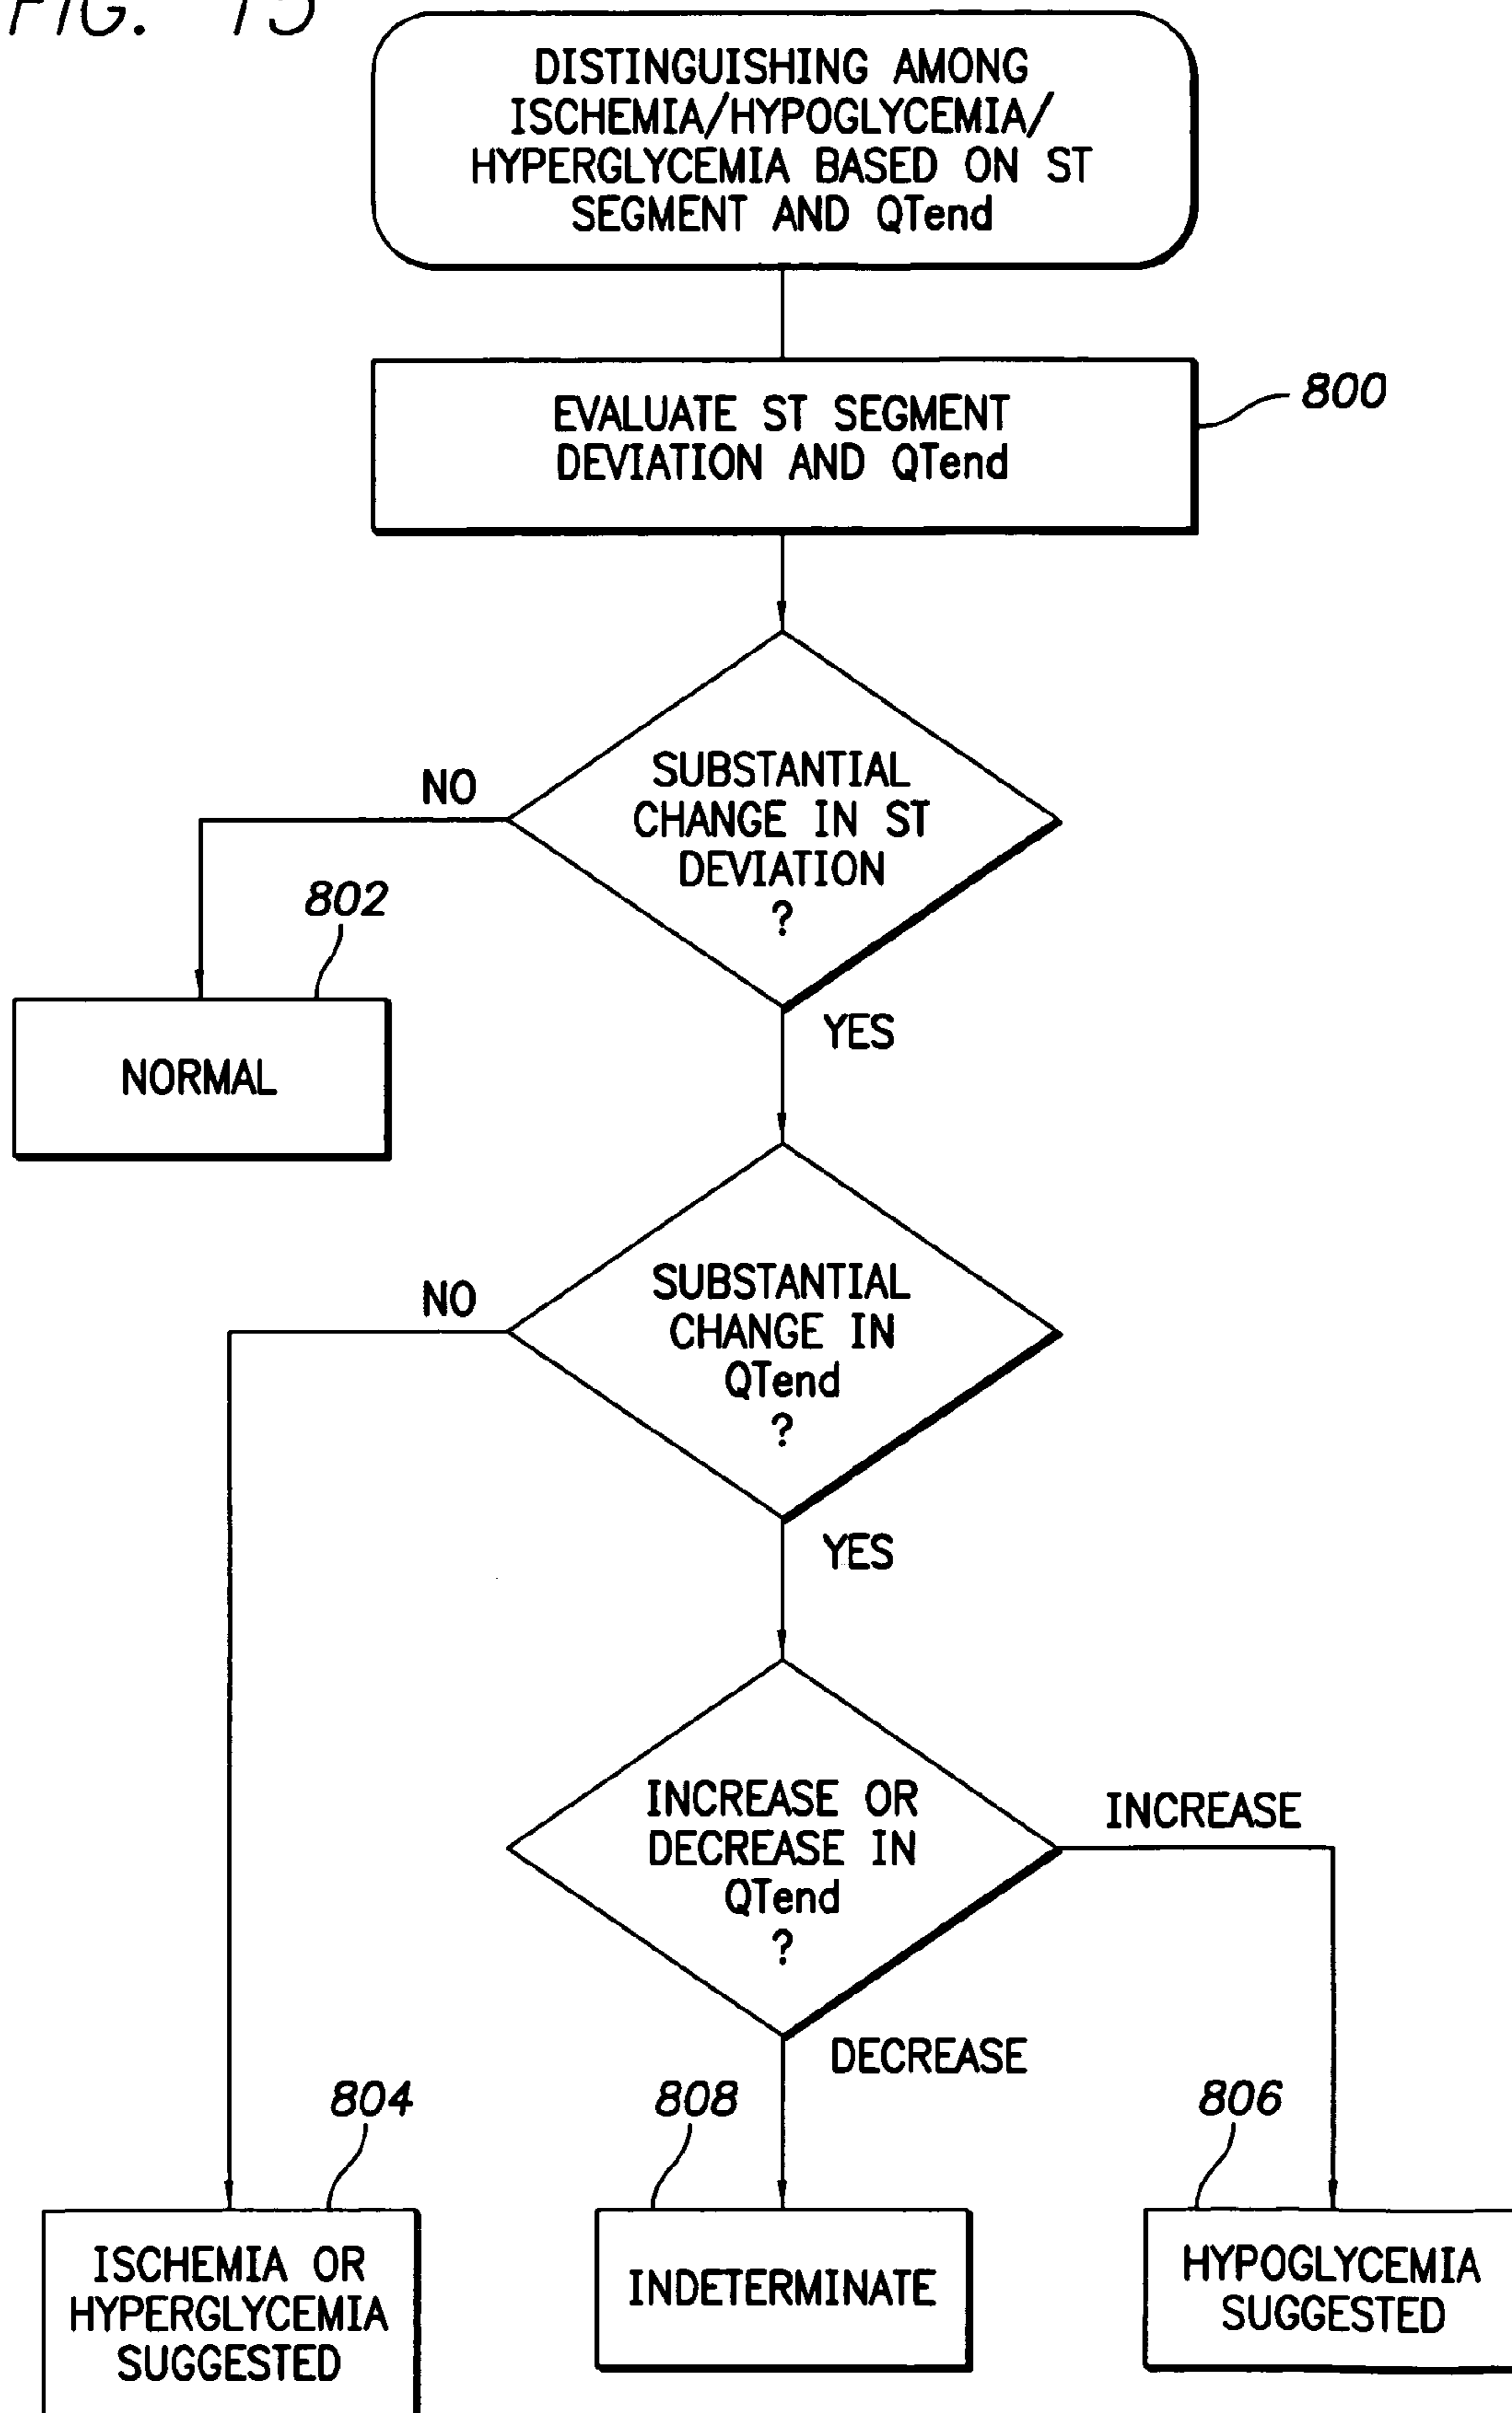 FIG. 15
DISTINGUISHING AMONG
ISCHEMIA/HYPOGLYCEMIA/
HYPERGLYCEMIA BASED ON ST
SEGMENT AND QTend
EVALUATE ST SEGMENT
DEVIATION AND QTend
800
SUBSTANTIAL
CHANGE IN ST
DEVIATION
?
NO
802
NORMAL
YES
SUBSTANTIAL
CHANGE IN
QTend
?
NO
YES
INCREASE OR
DECREASE IN
QTend
?
INCREASE
DECREASE
804
808
806
ISCHEMIA OR
HYPERGLYCEMIA
SUGGESTED
INDETERMINATE
HYPOGLYCEMIA
SUGGESTED